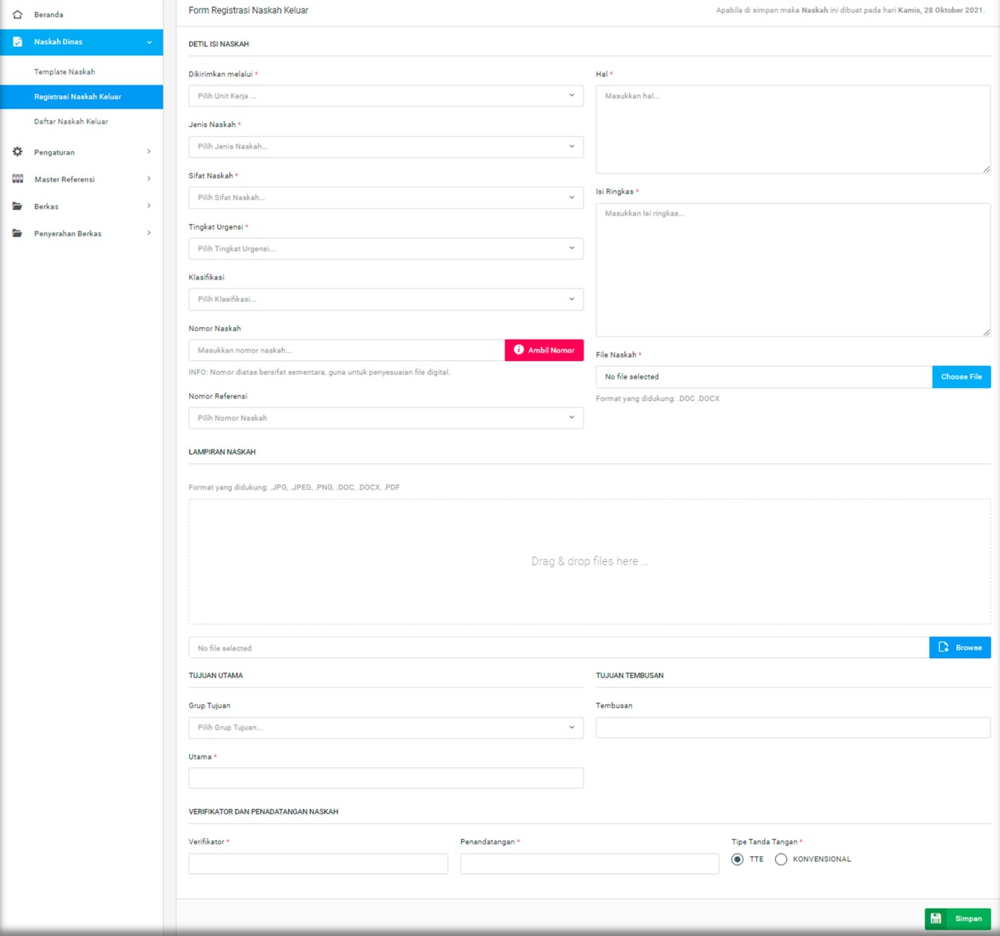 Beranda
Naskah Dinas
Template Naskah
Registrasi Naskah Keluar
Daftar Naskah Keluar
Pengaturan
Master Referensi
Berkas
Penyerahan Berkas
Form Registrasi Naskah Keluar
Apabila di simpan maka Naskah ini dibuat pada hari Kamis, 28 Oktober 2021.
DETIL ISI NASKAH
Dikirimkan melalui *
Pilih Unit Kerja ...
Jenis Naskah *
Pilih Jenis Naskah...
Sifat Naskah *
Pilih Sifat Naskah...
Tingkat Urgensi *
Pilih Tingkat Urgensi...
Klasifikasi
Pilih Klasifikasi...
Nomor Naskah
Masukkan nomor naskah...
Ambil Nomor
INFO: Nomor diatas bersifat sementara, guna untuk penyesuaian file digital.
Nomor Referensi
Pilih Nomor Naskah
Hal *
Masukkan hal...
Isi Ringkas *
Masukkan Isi ringkas...
File Naskah *
No file selected
Choose File
Format yang didukung: .DOC .DOCX
LAMPIRAN NASKAH
Format yang didukung: .JPG, .JPEG, .PNG, .DOC, .DOCX, .PDF
Drag & drop files here ...
No file selected
Browse
TUJUAN UTAMA
Grup Tujuan
Pilih Grup Tujuan...
Utama *
TUJUAN TEMBUSAN
Tembusan
VERIFIKATOR DAN PENADATANGAN NASKAH
Verifikator *
Penandatangan *
Tipe Tanda Tangan *
TTE
KONVENSIONAL
Simpan